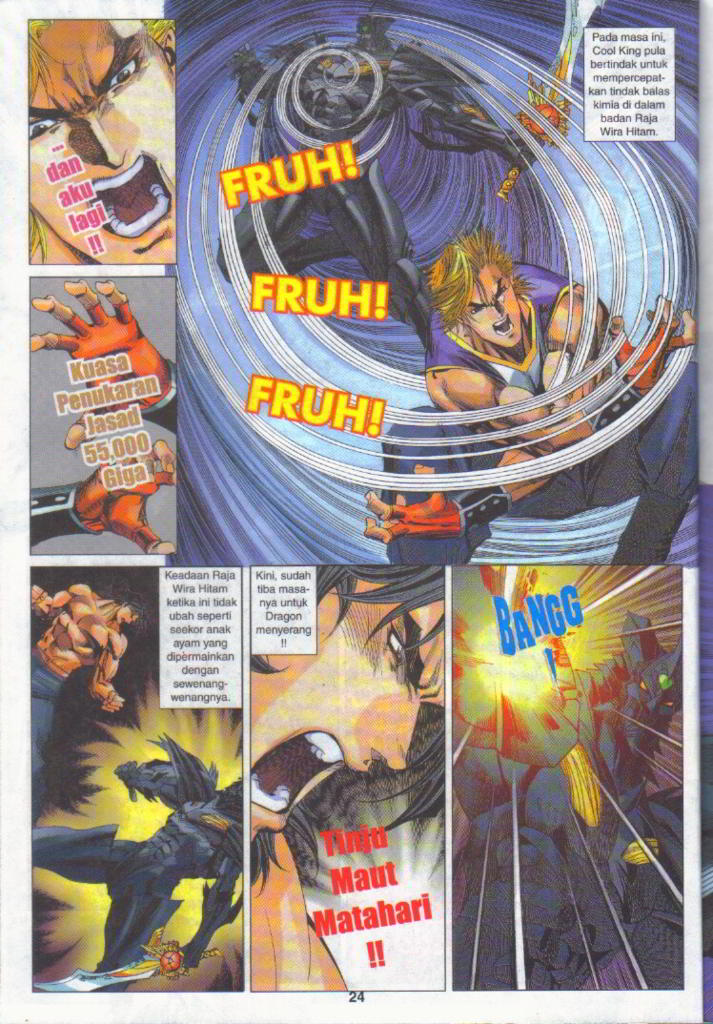 ... dan
aku
lagi
!!
Pada masa ini,
Cool King pula
bertindak untuk
mempercepat-
kan tindak balas
kimia di dalam
badan Raja
Wira Hitam.
FRUH!
FRUH!
FRUH!
Kuasa
Penukaran
Jasad
55,000
Giga
Keadaan Raja
Wira Hitam
ketika ini tidak
ubah seperti
seekor anak
ayam yang
dipermainkan
dengan
sewenang-
wenangnya.
Kini, sudah
tiba masa-
nya untuk
Dragon
menyerang
!!
Tinju
Maut
Matahari
!!
BANGG
!
24